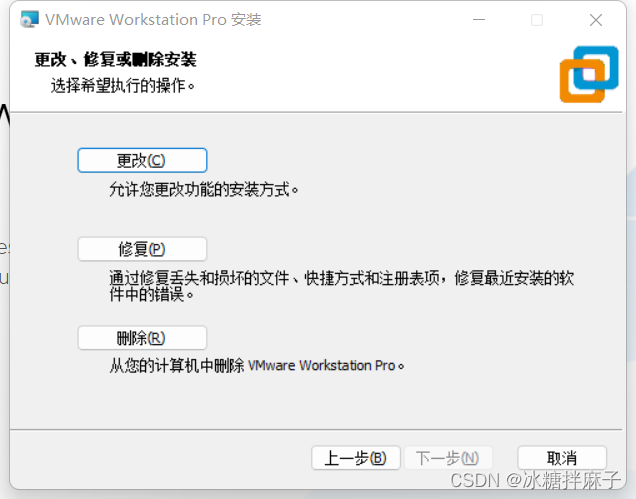 VMware Workstation Pro 安装
更改、修复或删除安装
选择希望执行的操作。
更改(C)
允许您更改功能的安装方式。
修复(P)
通过修复丢失和损坏的文件、快捷方式和注册表项，修复最近安装的软
件中的错误。
删除(R)
从您的计算机中删除 VMware Workstation Pro。
上一步(B) 下一步(N) 取消
CSDN @冰糖拌麻子